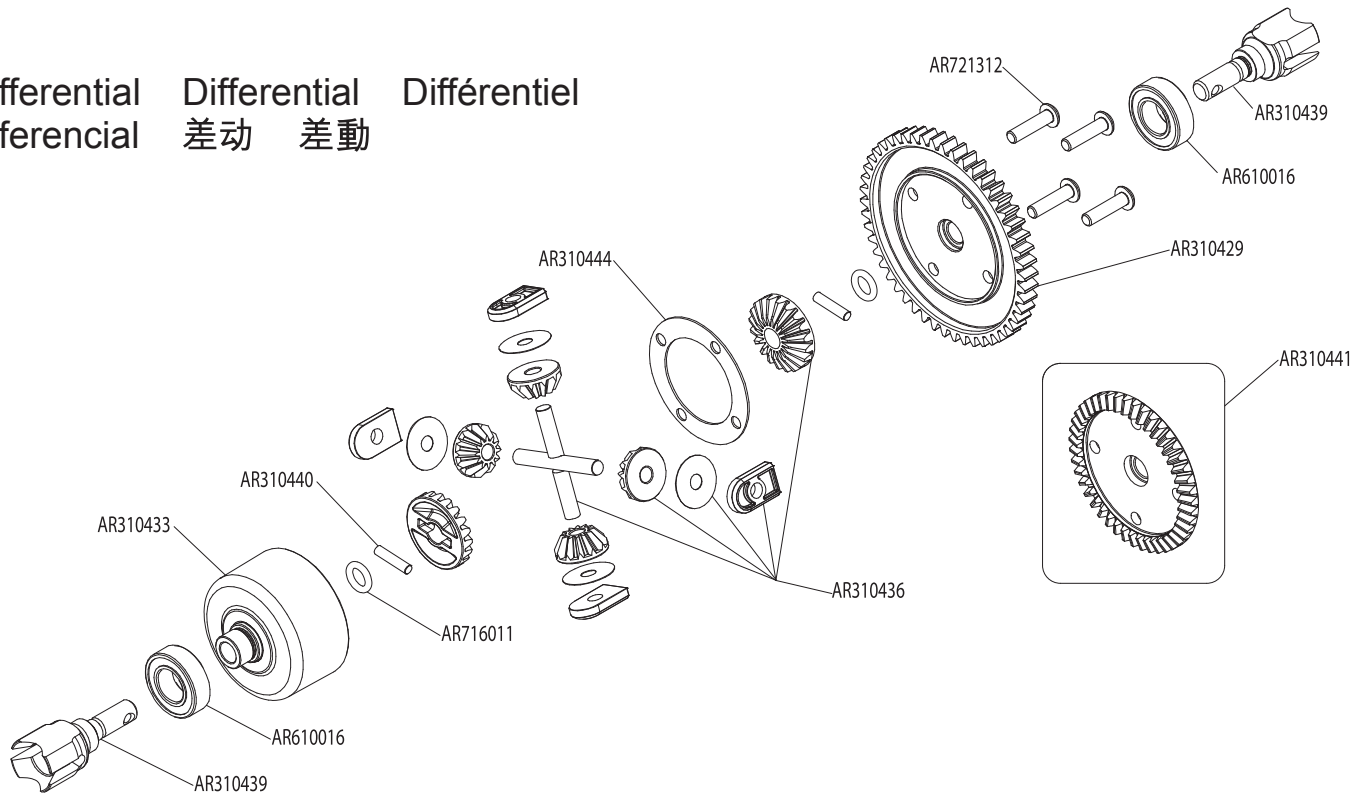 fferential Differential Différentiel
ferencial 差动 差動
AR721312
AR310439
AR610016
AR310429
AR310444
AR310441
AR310440
AR310433
AR310436
AR716011
AR610016
AR310439